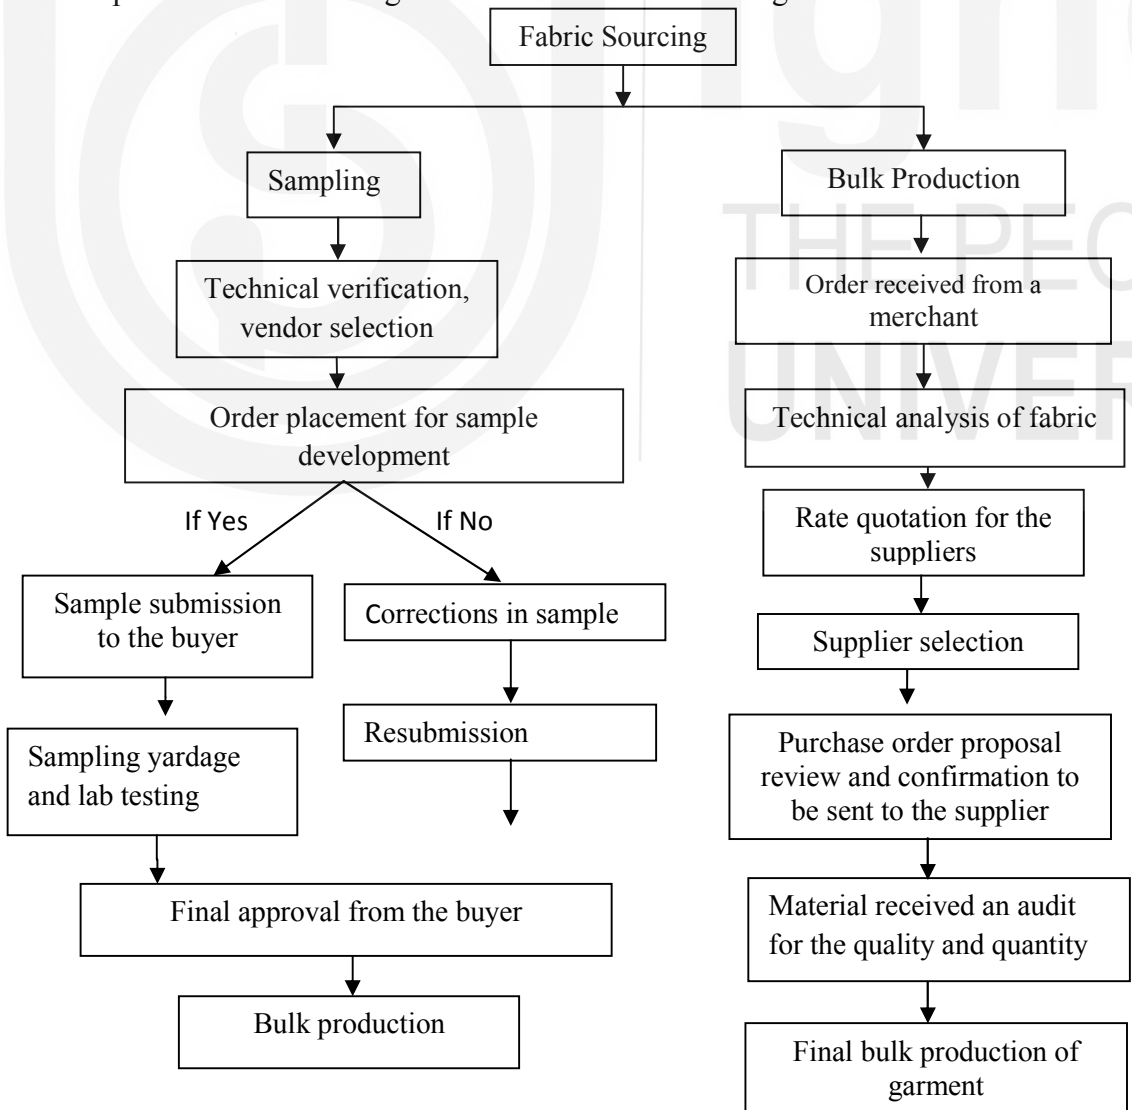 Fabric Sourcing
Sampling
Bulk Production
Technical verification,
vendor selection
Order received from a
merchant
Order placement for sample
development
Technical analysis of fabric
If Yes
If No
Rate quotation for the
suppliers
Sample submission
to the buyer
Corrections in sample
Supplier selection
Resubmission
Sampling yardage
and lab testing
Purchase order proposal
review and confirmation to
be sent to the supplier
Final approval from the buyer
Material received an audit
for the quality and quantity
Bulk production
Final bulk production of
garment
THE PEO
UNIVER
ign